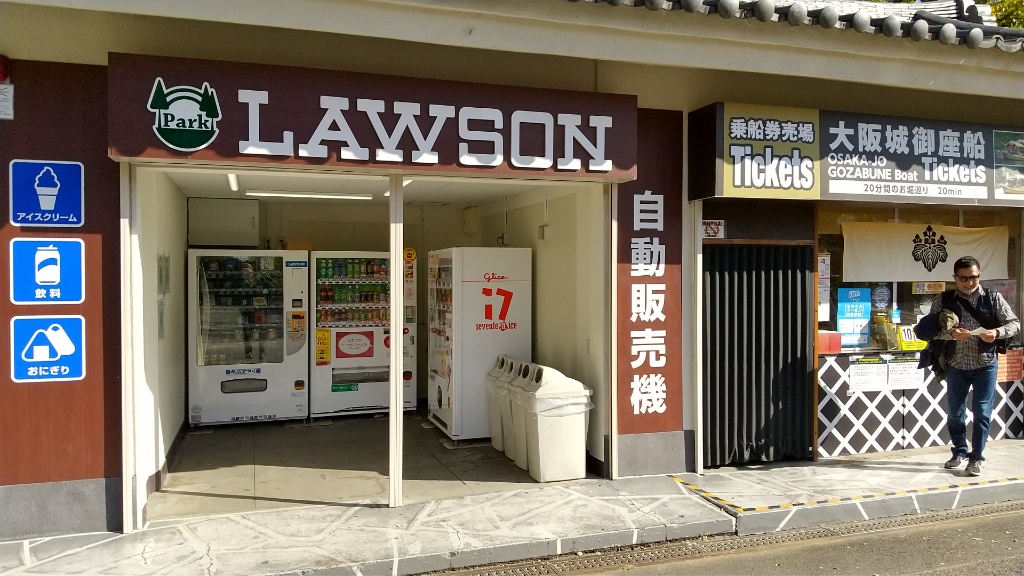 Park
LAWSON
アイスクリーム
飲料
おにぎり
自動販売機
Glico
17
seventeen ice
乗船券売場
Tickets
大阪城御座船
OSAKA-JO
GOZABUNE Boat Tickets
20分間のお堀巡り 20min